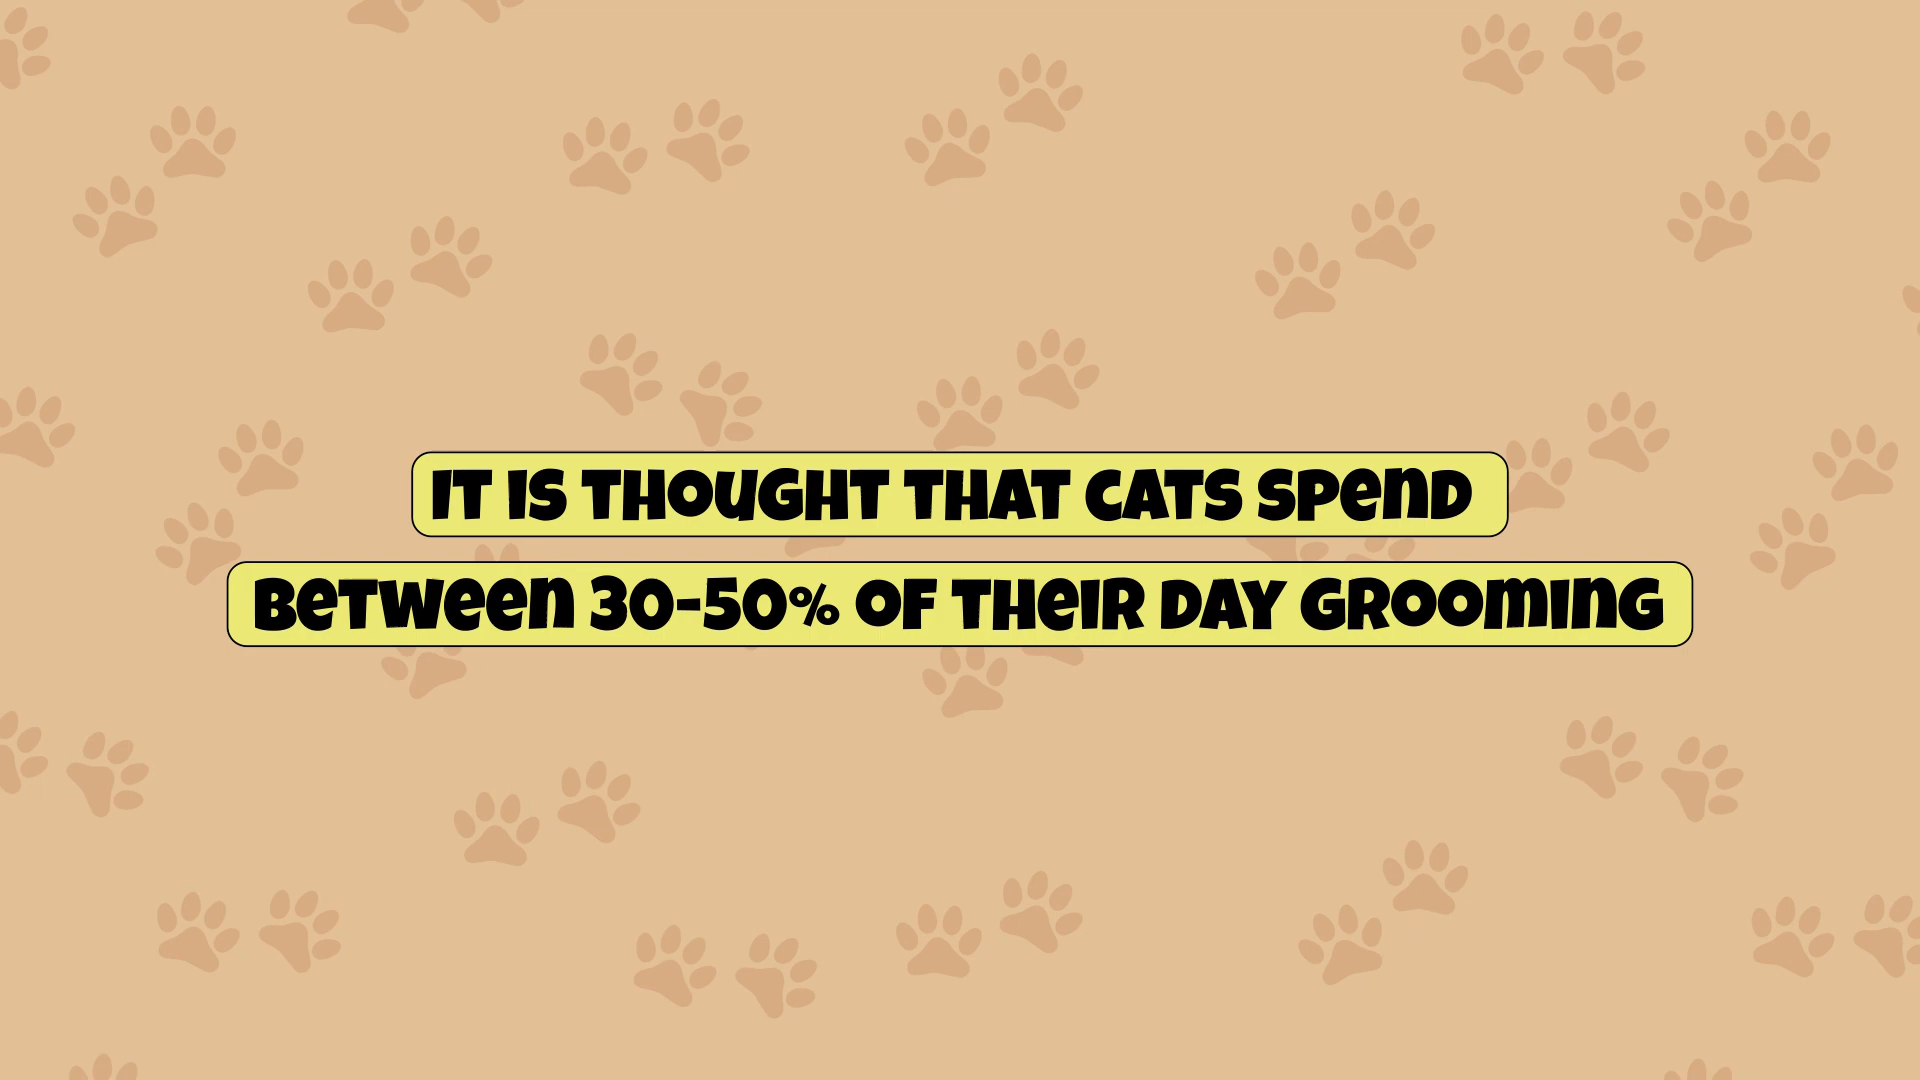 IT IS THOUGHT THAT CATS SPEND
BETWEEN 30-50% OF THEIR DAY GROOMING